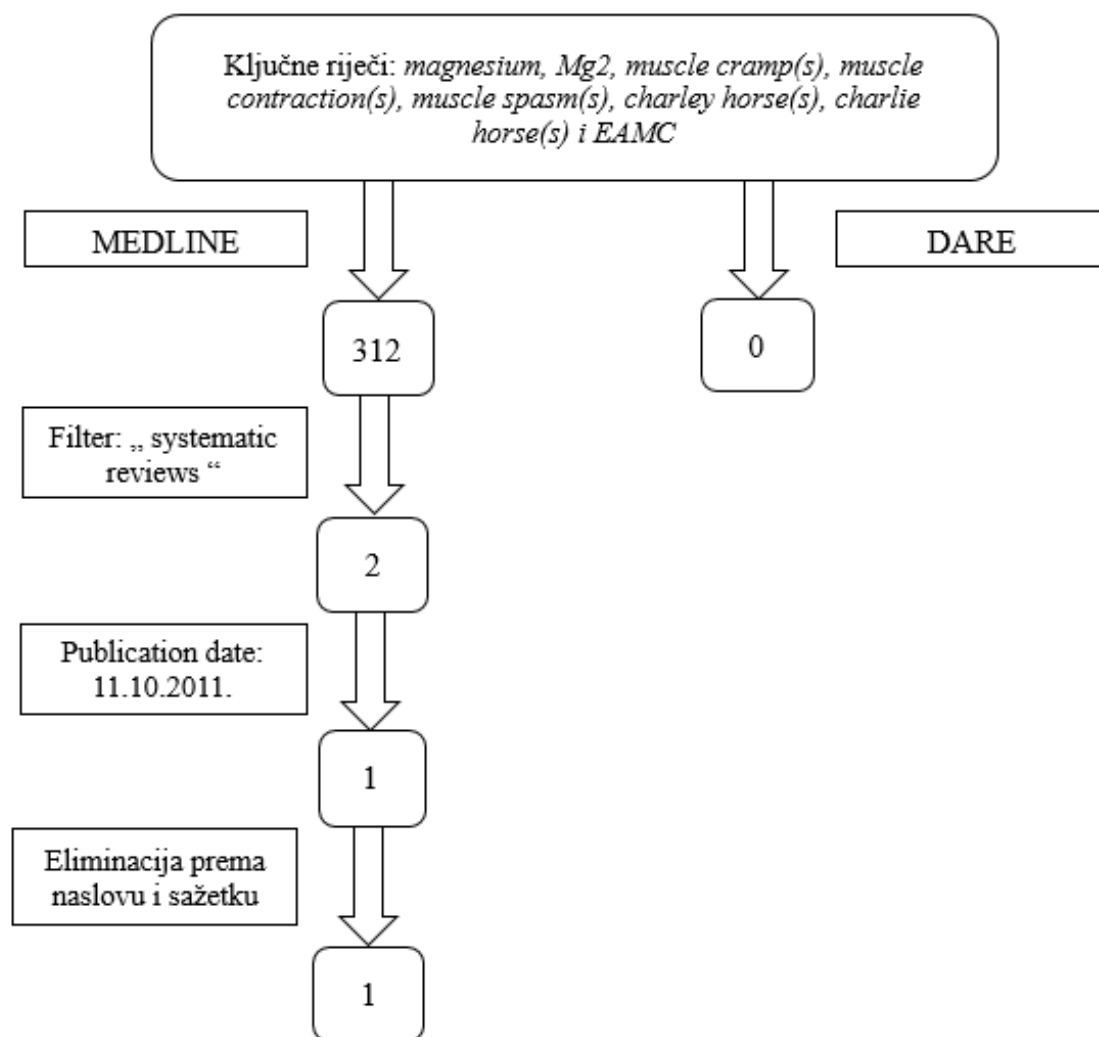 Ključne riječi: magnesium, Mg2, muscle cramp(s), muscle
contraction(s), muscle spasm(s), charley horse(s), charlie
horse(s) i EAMC
MEDLINE
DARE
312
0
Filter: „ systematic
reviews “
2
Publication date:
11.10.2011.
1
Eliminacija prema
naslovu i sažetku
1